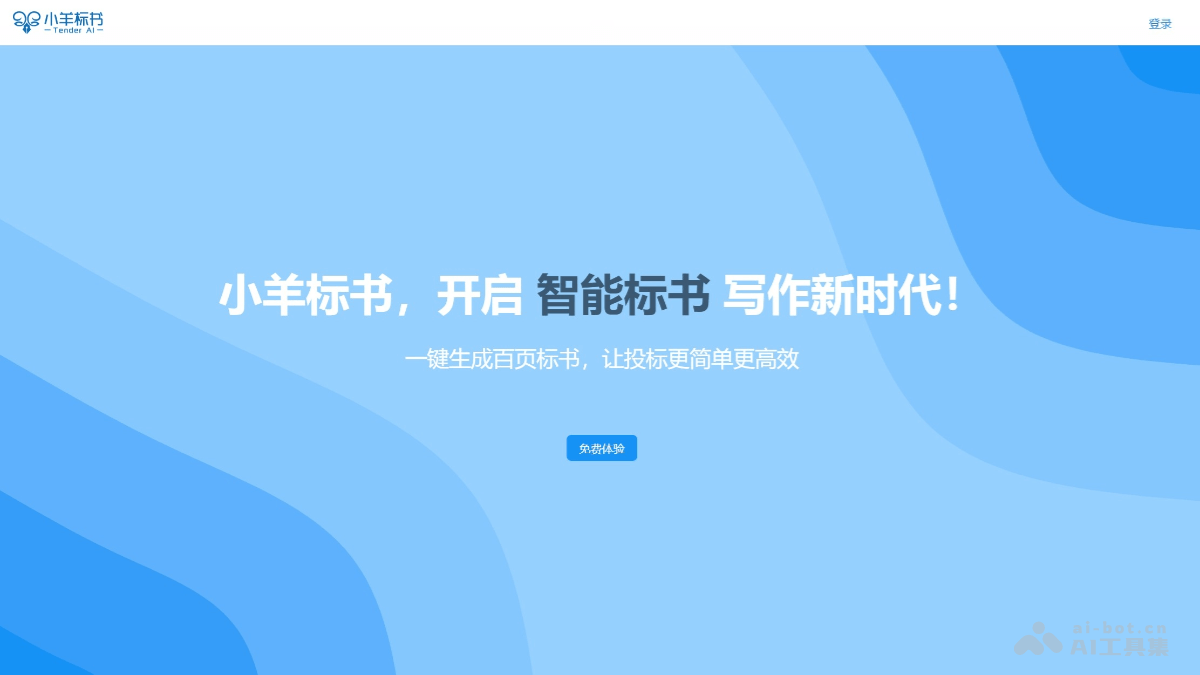 小羊标书
Tender AI
登录
小羊标书，开启 智能标书 写作新时代！
一键生成百页标书，让投标更简单更高效
免费体验
ai-bot.cn
AI工具集